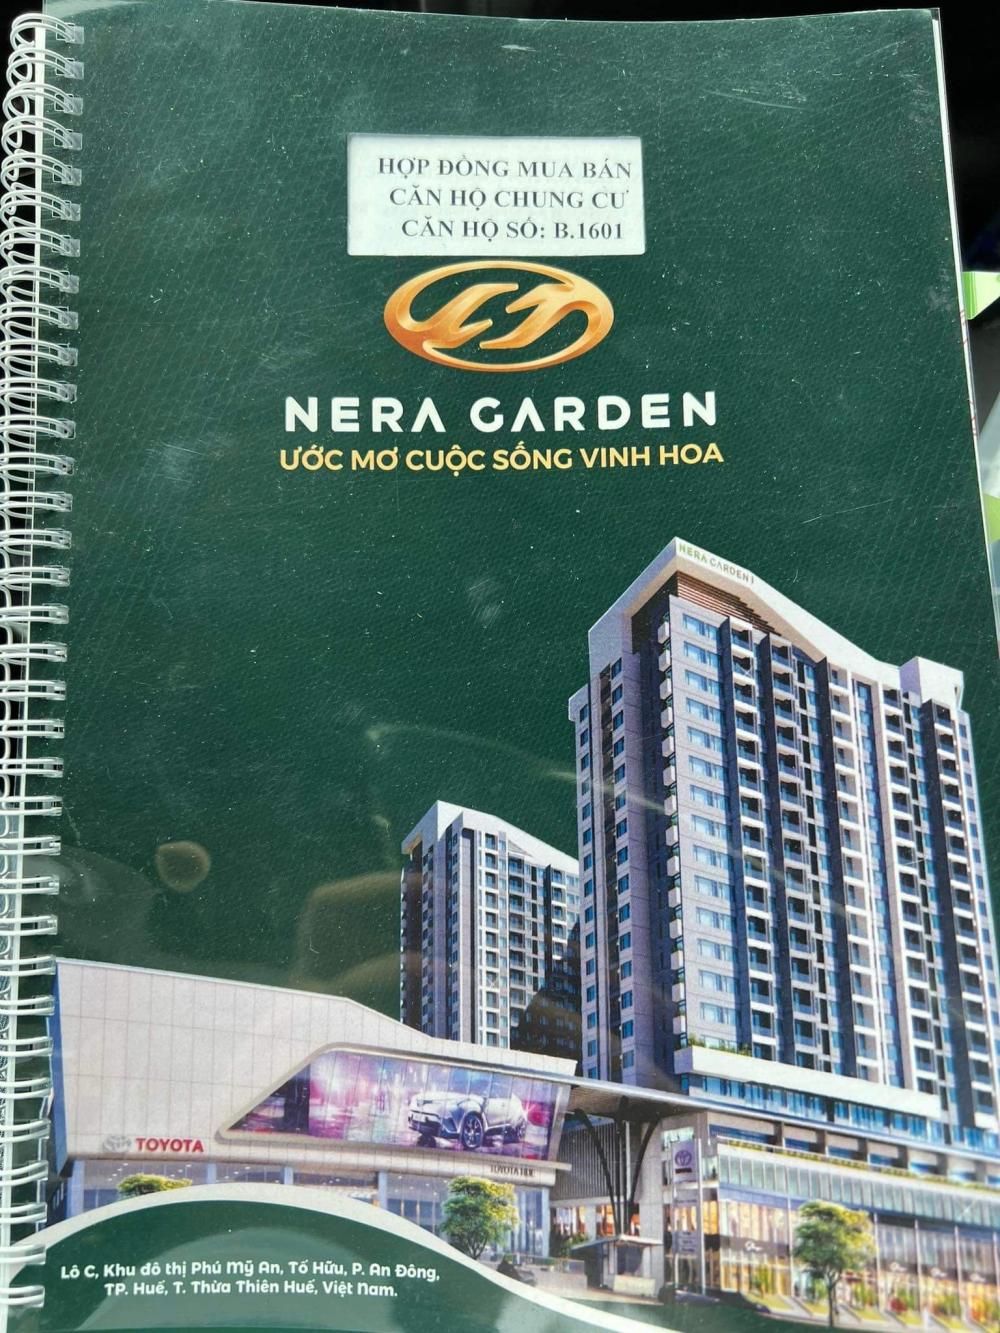 HỢP ĐỒNG MUA BÁN
CĂN HỘ CHUNG CƯ
CĂN HỘ SỐ: B.1601
NERA GARDEN
ƯỚC MƠ CUỘC SỐNG VINH HOA
NERA GARDEN
TOYOTA
TOYOTA HUẾ
Lô C, Khu đô thị Phú Mỹ An, Tố Hữu, P. An Đông,
TP. Huế, T. Thừa Thiên Huế, Việt Nam.